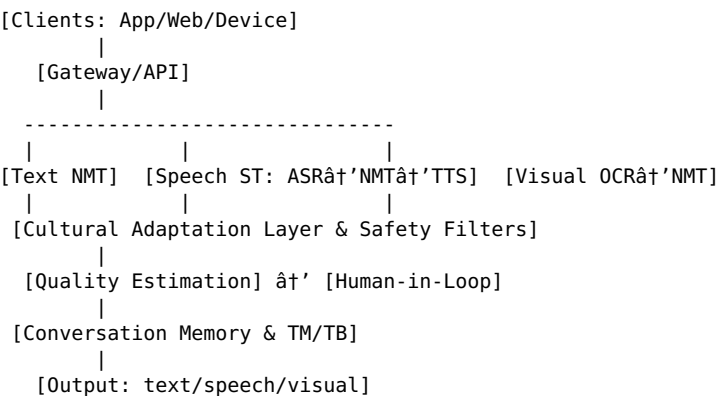 [Clients: App/Web/Device]
|
[Gateway/API]
|
-------------------------------
| | |
[Text NMT] [Speech ST: ASRâ†’NMTâ†’TTS] [Visual OCRâ†’NMT]
| | |
[Cultural Adaptation Layer & Safety Filters]
|
[Quality Estimation] â†’ [Human-in-Loop]
|
[Conversation Memory & TM/TB]
|
[Output: text/speech/visual]